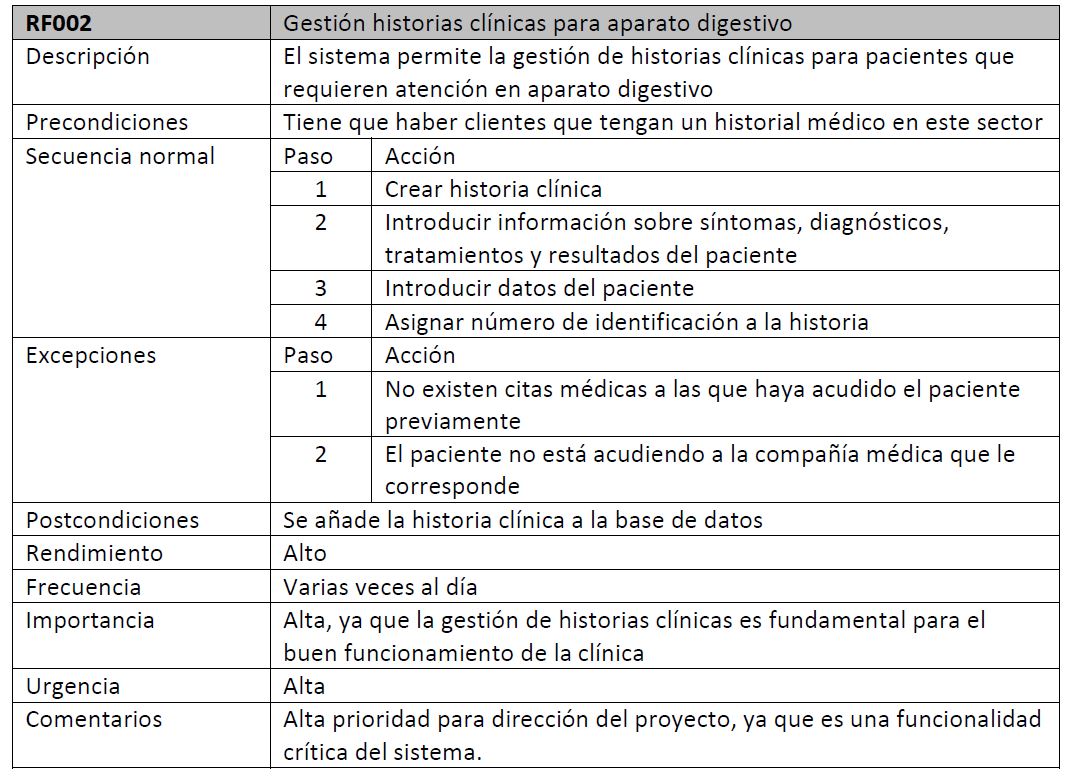 RF002 Gestión historias clínicas para aparato digestivo
Descripción El sistema permite la gestión de historias clínicas para pacientes que
requieren atención en aparato digestivo
Precondiciones Tiene que haber clientes que tengan un historial médico en este sector
Secuencia normal Paso Acción
1 Crear historia clínica
2 Introducir información sobre síntomas, diagnósticos,
tratamientos y resultados del paciente
3 Introducir datos del paciente
4 Asignar número de identificación a la historia
Excepciones Paso Acción
1 No existen citas médicas a las que haya acudido el paciente
previamente
2 El paciente no está acudiendo a la compañía médica que le
corresponde
Postcondiciones Se añade la historia clínica a la base de datos
Rendimiento Alto
Frecuencia Varias veces al día
Importancia Alta, ya que la gestión de historias clínicas es fundamental para el
buen funcionamiento de la clínica
Urgencia Alta
Comentarios Alta prioridad para dirección del proyecto, ya que es una funcionalidad
crítica del sistema.